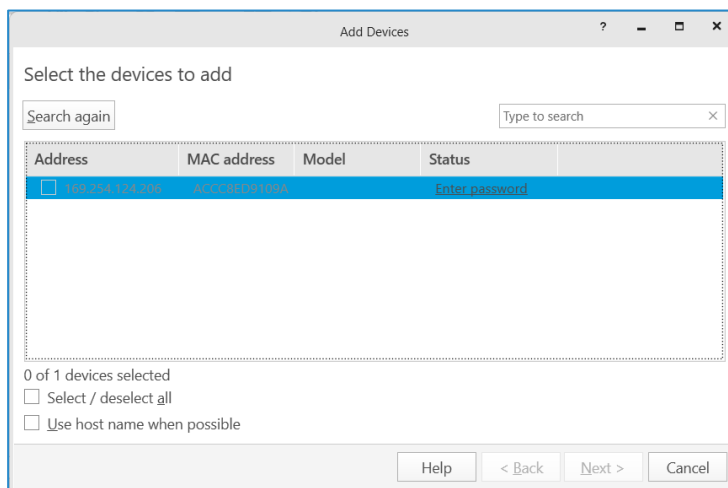 Add Devices
?
Select the devices to add
Search again
Type to search
Address MAC address Model Status
169.254.124.206 ACCC8ED9109A Enter password
0 of 1 devices selected
Select / deselect all
Use host name when possible
Help < Back Next > Cancel